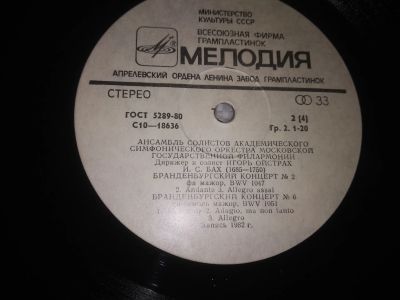 МИНИСТЕРСТВО
КУЛЬТУРЫ СССР
ВСЕСОЮЗНАЯ ФИРМА
ГРАМПЛАСТИНОК
МЕЛОДИЯ
АПРЕЛЕВСКИЙ ОРДЕНА ЛЕНИНА ЗАВОД ГРАМПЛАСТИНОК
СТЕРЕО 33
ГОСТ 5289-80 2 (4)
С10—18636 Гр. 2. 1-20
АНСАМБЛЬ СОЛИСТОВ АКАДЕМИЧЕСКОГО
СИМФОНИЧЕСКОГО ОРКЕСТРА МОСКОВСКОЙ
ГОСУДАРСТВЕННОЙ ФИЛАРМОНИИ
Дирижер и солист ИГОРЬ ОЙСТРАХ
И. С. БАХ (1685—1750)
БРАНДЕНБУРГСКИЙ КОНЦЕРТ № 2
фа мажор, BWV 1047
2. Andante 3. Allegro assai
БРАНДЕНБУРГСКИЙ КОНЦЕРТ № 6
мажор, BWV 1051
2. Adagio, ma non tanto
3. Allegro
Запись 1982 г.